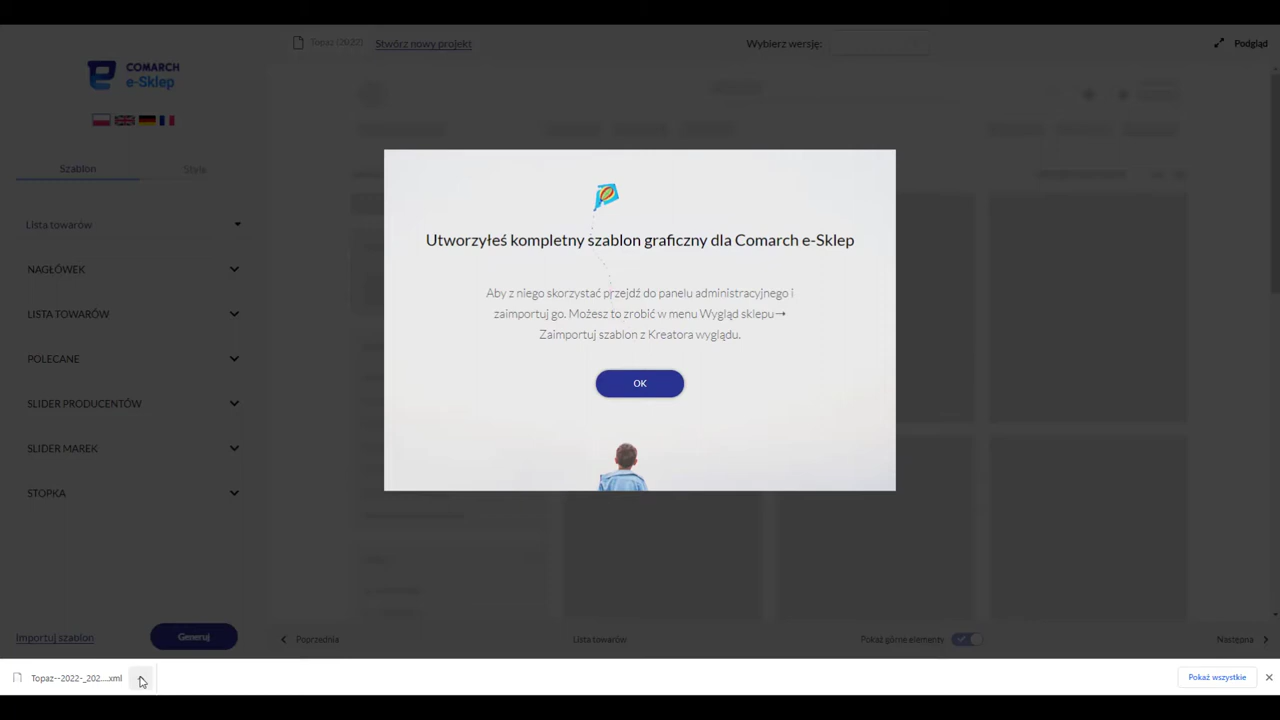 Topaz (2022) Stwórz nowy projekt
Wybierz wersję:
Podgląd
COMARCH
e-Sklep
Szablon
Style
Lista towarów
NAGŁÓWEK
LISTA TOWARÓW
POLECANE
SLIDER PRODUCENTÓW
SLIDER MAREK
STOPKA
Utworzyłeś kompletny szablon graficzny dla Comarch e-Sklep
Aby z niego skorzystać przejdź do panelu administracyjnego i
zaimportuj go. Możesz to zrobić w menu Wygląd sklepu→
Zaimportuj szablon z Kreatora wyglądu.
OK
Importuj szablon
Generuj
Poprzednia
Lista towarów
Pokaż górne elementy
Następna
Topaz--2022-_202....xml
Pokaż wszystkie